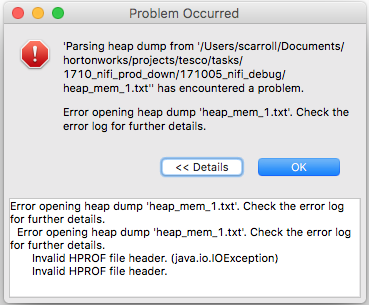 Problem Occurred
'Parsing heap dump from '/Users/scarroll/Documents/
hortonworks/projects/tesco/tasks/
1710_nifi_prod_down/171005_nifi_debug/
heap_mem_1.txt'' has encountered a problem.
Error opening heap dump 'heap_mem_1.txt'. Check the
error log for further details.
<< Details
OK
Error opening heap dump 'heap_mem_1.txt'. Check the error log
for further details.
Error opening heap dump 'heap_mem_1.txt'. Check the error log
for further details.
Invalid HPROF file header. (java.io.IOException)
Invalid HPROF file header.